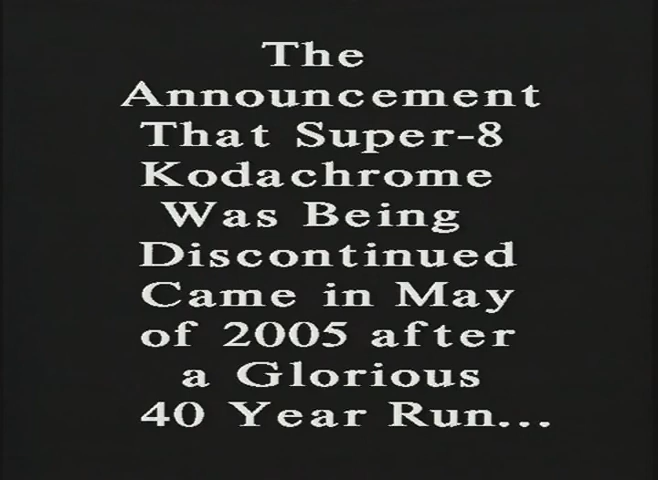 The
Announcement
That Super-8
Kodachrome
Was Being
Discontinued
Came in May
of 2005 after
a Glorious
40 Year Run...